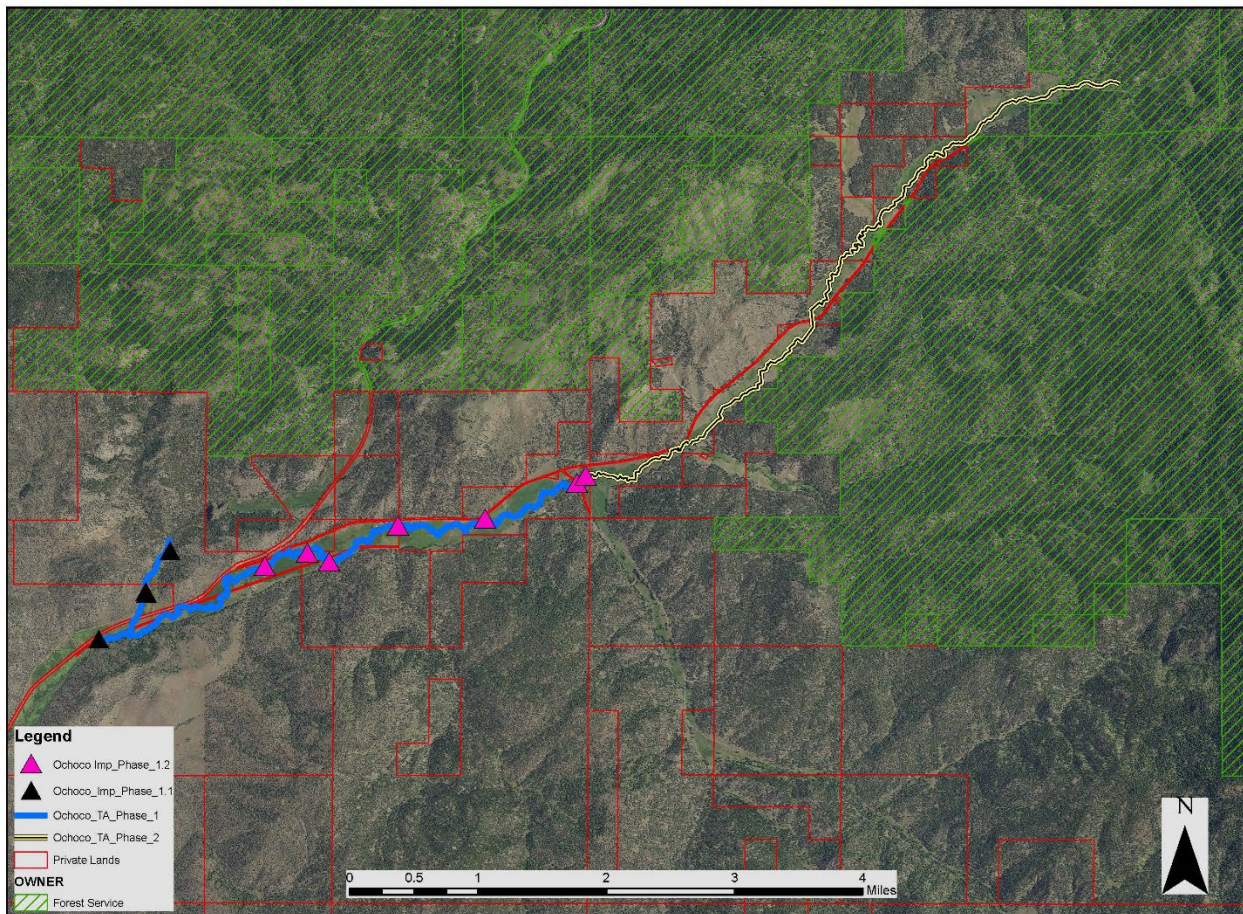 Legend
Ochoco Imp_Phase_1.2
Ochoco_Imp_Phase_1.1
Ochoco_TA_Phase_1
Ochoco_TA_Phase_2
Private Lands
OWNER
Forest Service
0 0.5 1 2 3 4
Miles
N